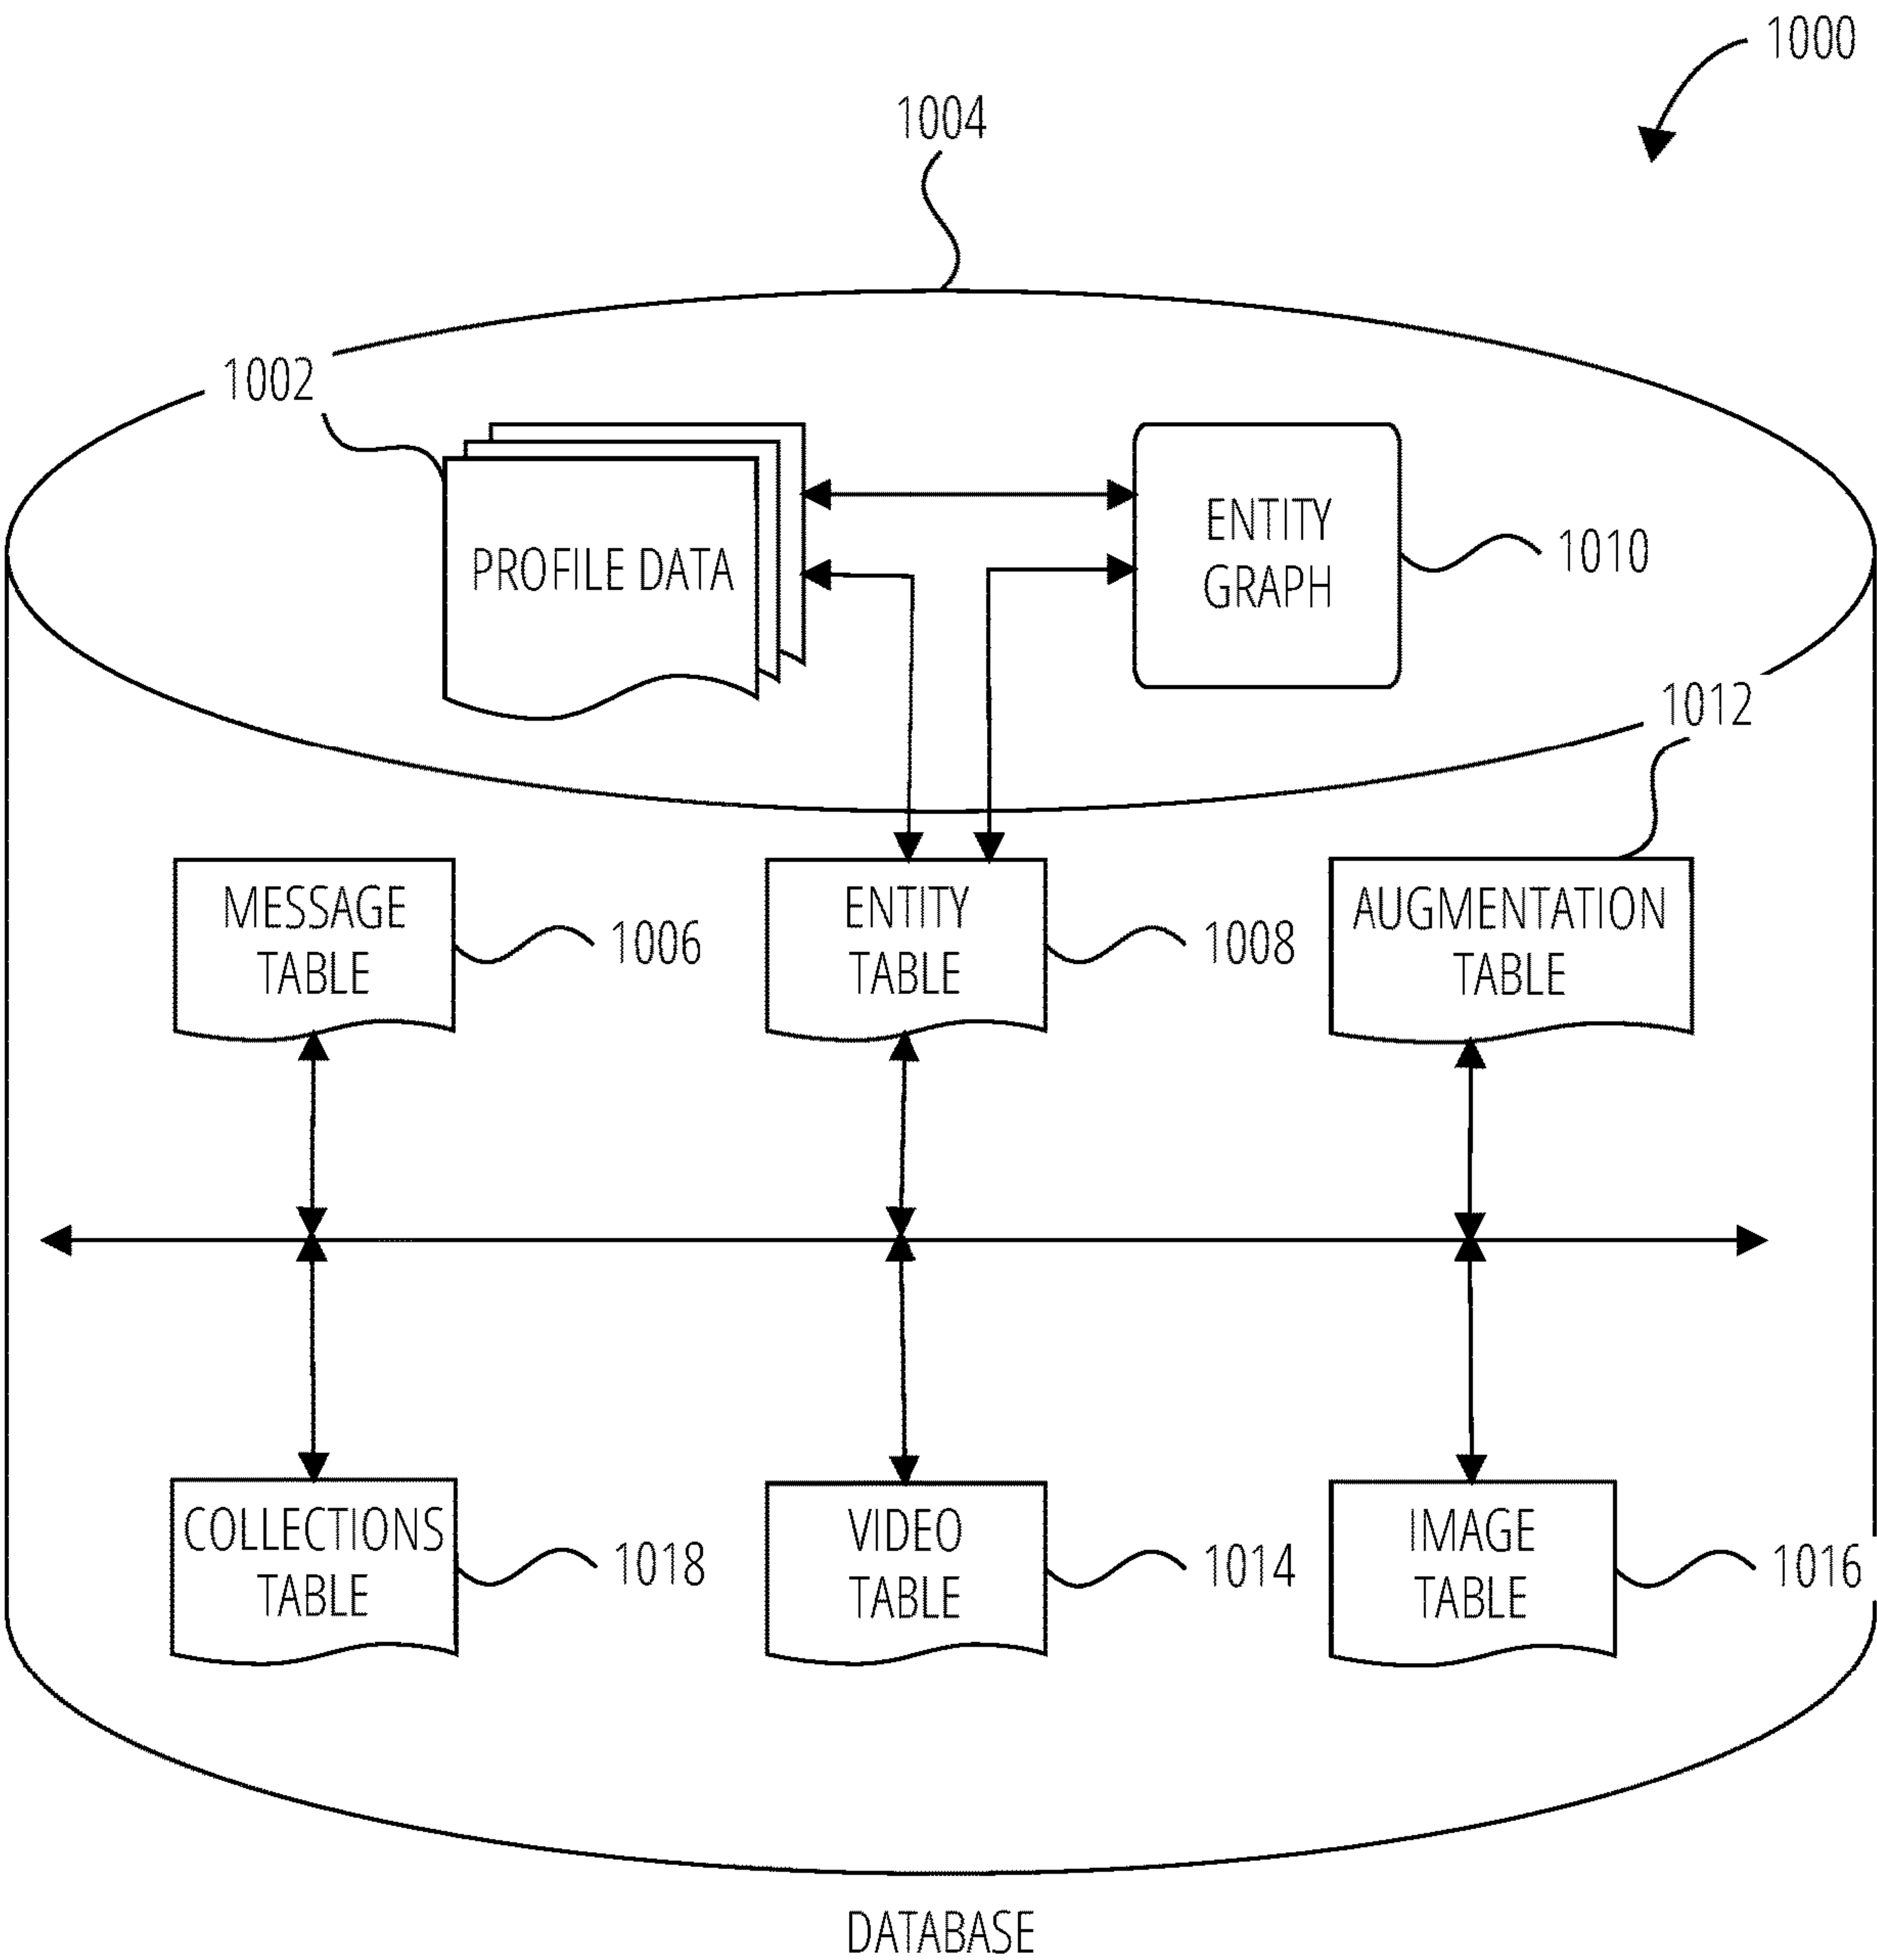 1000
1004
1002
PROFILE DATA
ENTITY
GRAPH
1010
1012
MESSAGE
TABLE
1006
ENTITY
TABLE
1008
AUGMENTATION
TABLE
COLLECTIONS
TABLE
1018
VIDEO
TABLE
1014
IMAGE
TABLE
1016
DATABASE